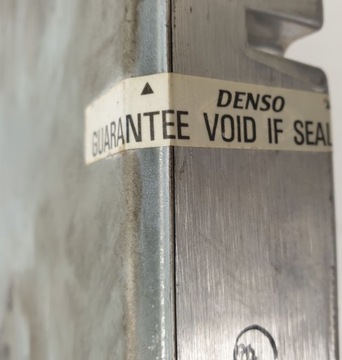 DENSO
GUARANTEE VOID IF SEAL